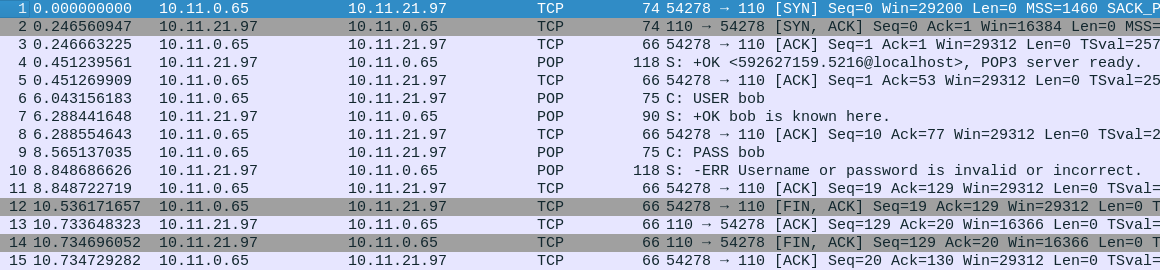 1 0.000000000 10.11.0.65 10.11.21.97 TCP 74 54278 → 110 [SYN] Seq=0 Win=29200 Len=0 MSS=1460 SACK_P
2 0.246560947 10.11.21.97 10.11.0.65 TCP 74 110 → 54278 [SYN, ACK] Seq=0 Ack=1 Win=16384 Len=0 MSS=
3 0.246663225 10.11.0.65 10.11.21.97 TCP 66 54278 → 110 [ACK] Seq=1 Ack=1 Win=29312 Len=0 TSval=257
4 0.451239561 10.11.21.97 10.11.0.65 POP 118 S: +OK <592627159.5216@localhost>, POP3 server ready.
5 0.451269909 10.11.0.65 10.11.21.97 TCP 66 54278 → 110 [ACK] Seq=1 Ack=53 Win=29312 Len=0 TSval=25
6 6.043156183 10.11.0.65 10.11.21.97 POP 75 C: USER bob
7 6.288441648 10.11.21.97 10.11.0.65 POP 90 S: +OK bob is known here.
8 6.288554643 10.11.0.65 10.11.21.97 TCP 66 54278 → 110 [ACK] Seq=10 Ack=77 Win=29312 Len=0 TSval=2
9 8.565137035 10.11.0.65 10.11.21.97 POP 75 C: PASS bob
10 8.848686626 10.11.21.97 10.11.0.65 POP 118 S: -ERR Username or password is invalid or incorrect.
11 8.848722719 10.11.0.65 10.11.21.97 TCP 66 54278 → 110 [ACK] Seq=19 Ack=129 Win=29312 Len=0 TSval=
12 10.536171657 10.11.0.65 10.11.21.97 TCP 66 54278 → 110 [FIN, ACK] Seq=19 Ack=129 Win=29312 Len=0 T
13 10.733648323 10.11.21.97 10.11.0.65 TCP 66 110 → 54278 [ACK] Seq=129 Ack=20 Win=16366 Len=0 TSval=
14 10.734696052 10.11.21.97 10.11.0.65 TCP 66 110 → 54278 [FIN, ACK] Seq=129 Ack=20 Win=16366 Len=0 T
15 10.734729282 10.11.0.65 10.11.21.97 TCP 66 54278 → 110 [ACK] Seq=20 Ack=130 Win=29312 Len=0 TSval=